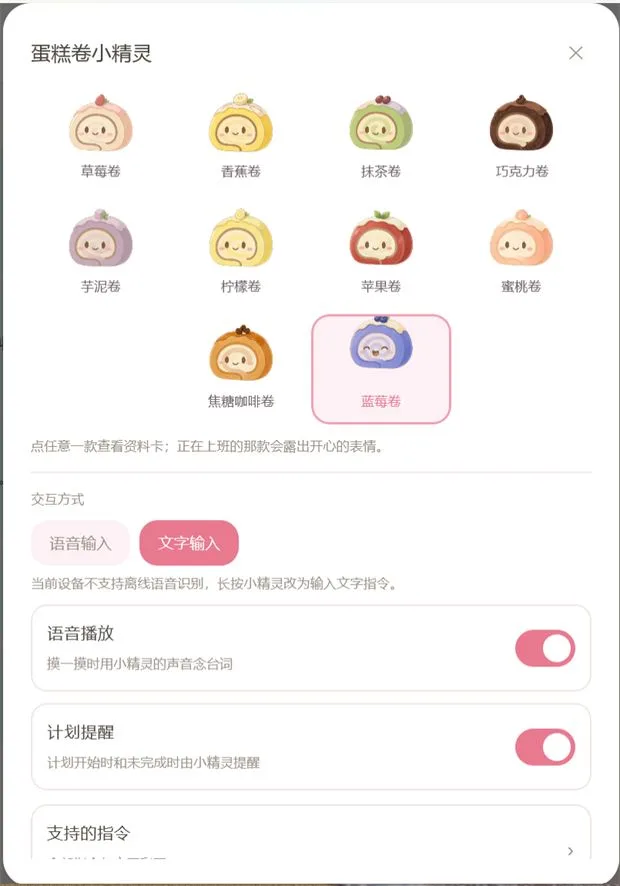 蛋糕卷小精灵
草莓卷 香蕉卷 抹茶卷 巧克力卷
芋泥卷 柠檬卷 苹果卷 蜜桃卷
焦糖咖啡卷 蓝莓卷
点任意一款查看资料卡；正在上班的那款会露出开心的表情。
交互方式
语音输入 文字输入
当前设备不支持离线语音识别，长按小精灵改为输入文字指令。
语音播放
摸一摸时用小精灵的声音念台词
计划提醒
计划开始时和未完成时由小精灵提醒
支持的指令